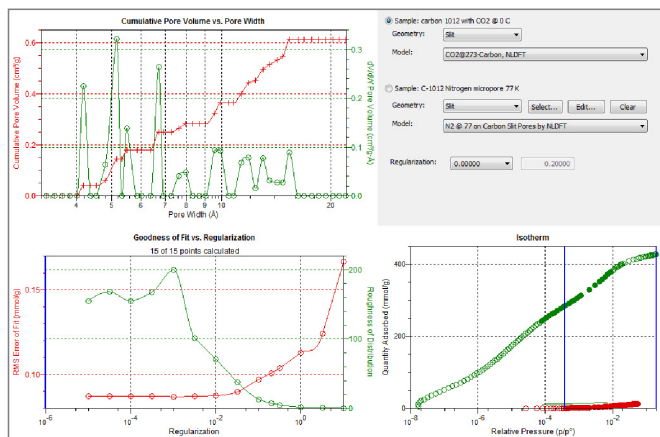 Cumulative Pore Volume vs. Pore Width
Cumulative Pore Volume (cm³/g)
0.6
0.4
0.2
0.0
0.3
0.2
0.1
0.0
dV/dW Pore Volume (cm³/g·Å)
4
5
6
7
8
9
10
20
Pore Width (Å)
Sample: carbon 1012 with CO2 @ 0 C
Geometry:
Slit
Model:
CO2@273-Carbon, NLDFT
Sample: C-1012 Nitrogen micropore 77 K
Geometry:
Slit
Select...
Edit...
Clear
Model:
N2 @ 77 on Carbon Slit Pores by NLDFT
Regularization:
0.00000
0.20000
Goodness of Fit vs. Regularization
15 of 15 points calculated
RMS Error of Fit (mmol/g)
0.15
0.10
200
100
0
Roughness of Distribution
10⁻⁶
10⁻⁴
10⁻²
10⁰
Regularization
Isotherm
Quantity Adsorbed (mmol/g)
400
200
0
10⁻⁸
10⁻⁶
10⁻⁴
10⁻²
Relative Pressure (p/p°)